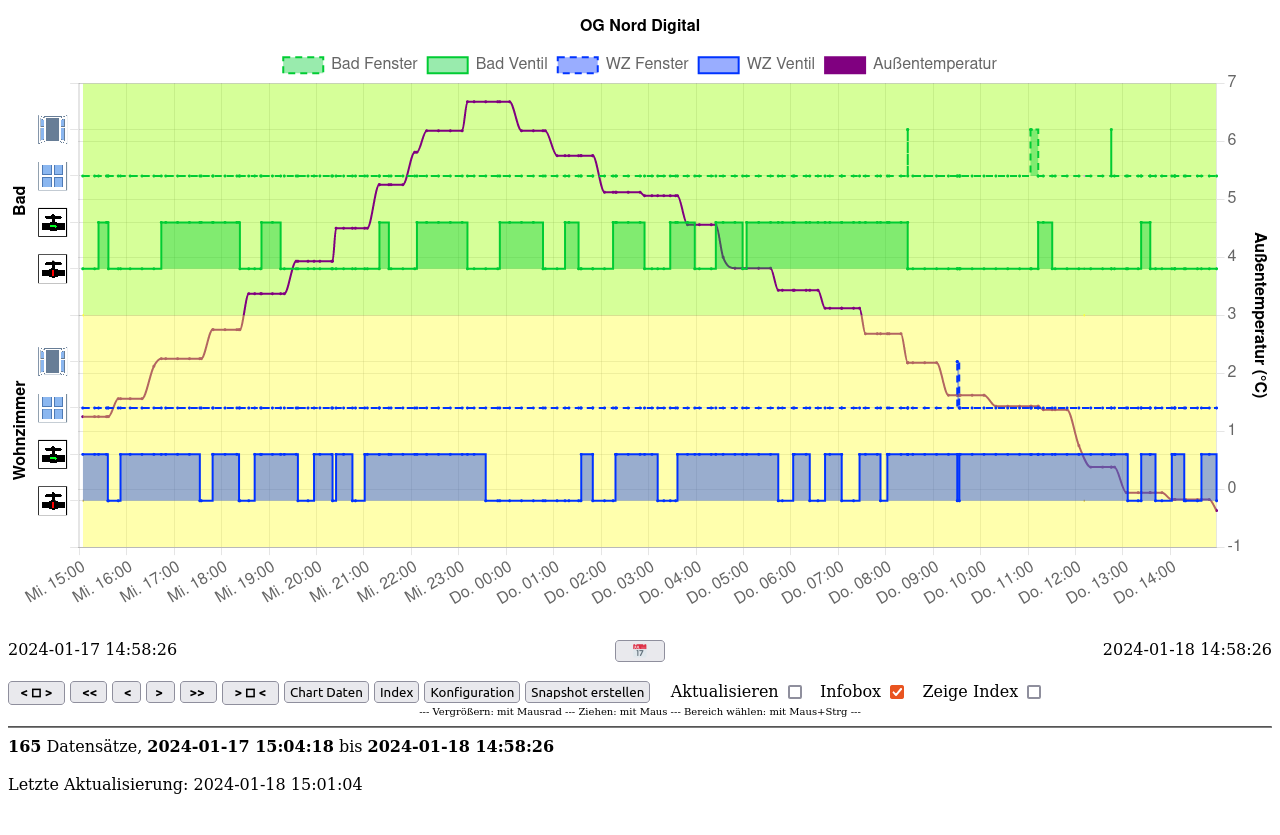 OG Nord Digital
Bad Fenster Bad Ventil WZ Fenster WZ Ventil Außentemperatur
Bad
Wohnzimmer
7
6
5
4
3
2
1
0
-1
Außentemperatur (°C)
Mi. 15:00 Mi. 16:00 Mi. 17:00 Mi. 18:00 Mi. 19:00 Mi. 20:00 Mi. 21:00 Mi. 22:00 Mi. 23:00 Do. 00:00 Do. 01:00 Do. 02:00 Do. 03:00 Do. 04:00 Do. 05:00 Do. 06:00 Do. 07:00 Do. 08:00 Do. 09:00 Do. 10:00 Do. 11:00 Do. 12:00 Do. 13:00 Do. 14:00
2024-01-17 14:58:26 17 2024-01-18 14:58:26
< □ > << < > >> > □ < Chart Daten Index Konfiguration Snapshot erstellen Aktualisieren Infobox Zeige Index
--- Vergrößern: mit Mausrad --- Ziehen: mit Maus --- Bereich wählen: mit Maus+Strg ---
165 Datensätze, 2024-01-17 15:04:18 bis 2024-01-18 14:58:26
Letzte Aktualisierung: 2024-01-18 15:01:04